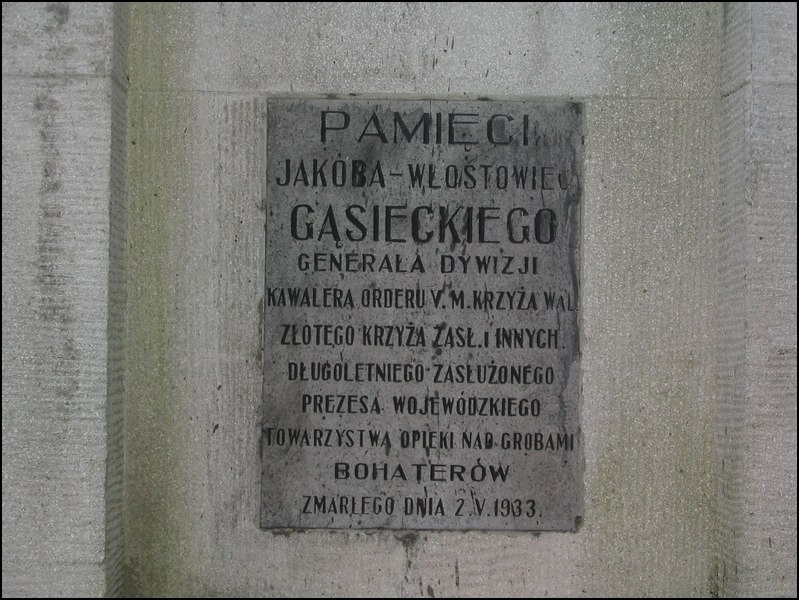 PAMIĘCI
JAKÓBA-WŁOSTOWIEC
GĄSIECKIEGO
GENERAŁA DYWIZJI
KAWALERA ORDERU V. M. KRZYŻA WAL.
ZŁOTEGO KRZYŻA ZASŁ. I INNYCH.
DŁUGOLETNIEGO ZASŁUŻONEGO
PREZESA WOJEWÓDZKIEGO
TOWARZYSTWA OPIEKI NAD GROBAMI
BOHATERÓW
ZMARŁEGO DNIA 2.V.1933.